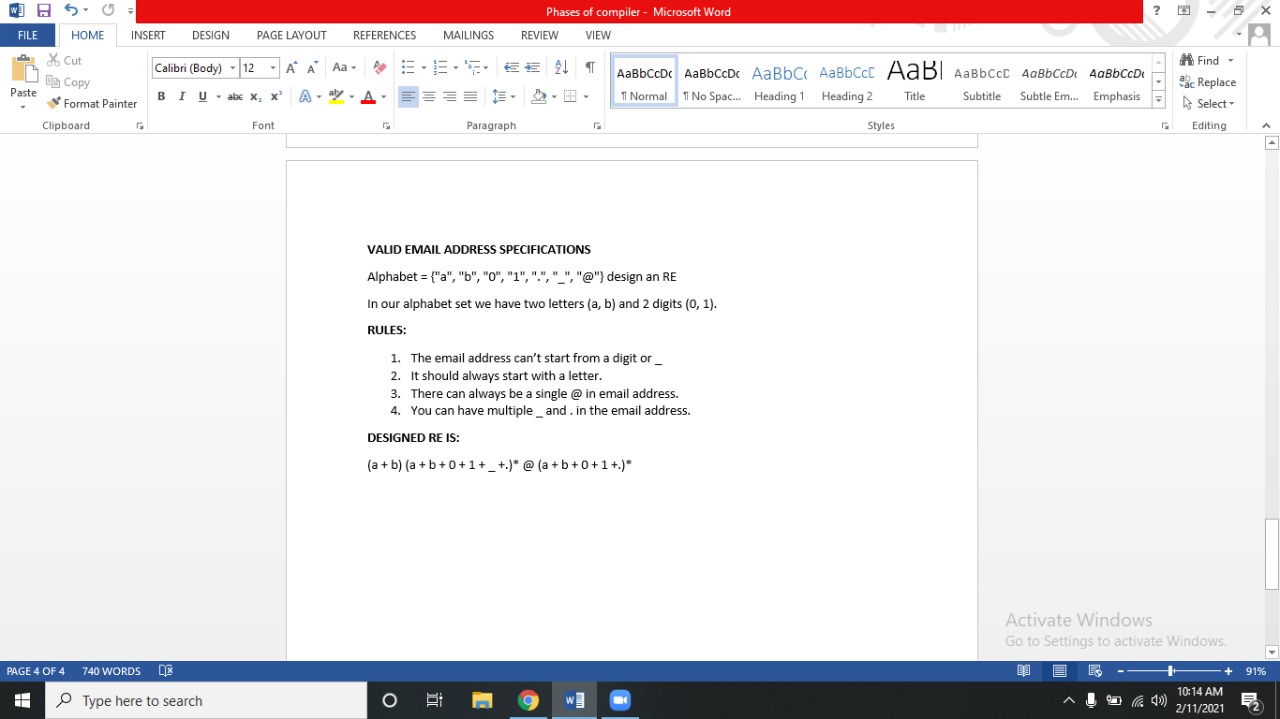 Phases of compiler - Microsoft Word
FILE HOME INSERT DESIGN PAGE LAYOUT REFERENCES MAILINGS REVIEW VIEW
Paste
Cut
Copy
Format Painter
Clipboard
Calibri (Body) 12
Font
Paragraph
AaBbCcDc AaBbCcDc AaBbCc AaBbCcD AaBl AaBbCcD AaBbCcDc AaBbCcDc
¶ Normal ¶ No Spac... Heading 1 Heading 2 Title Subtitle Subtle Em... Emphasis
Styles
Find
Replace
Select
Editing
VALID EMAIL ADDRESS SPECIFICATIONS
Alphabet = {"a", "b", "0", "1", ".", "_", "@"} design an RE
In our alphabet set we have two letters (a, b) and 2 digits (0, 1).
RULES:
1. The email address can’t start from a digit or _
2. It should always start with a letter.
3. There can always be a single @ in email address.
4. You can have multiple _ and . in the email address.
DESIGNED RE IS:
(a + b) (a + b + 0 + 1 + _ +.)* @ (a + b + 0 + 1 +.)*
Activate Windows
Go to Settings to activate Windows.
PAGE 4 OF 4 740 WORDS 91%
Type here to search
10:14 AM
2/11/2021
2